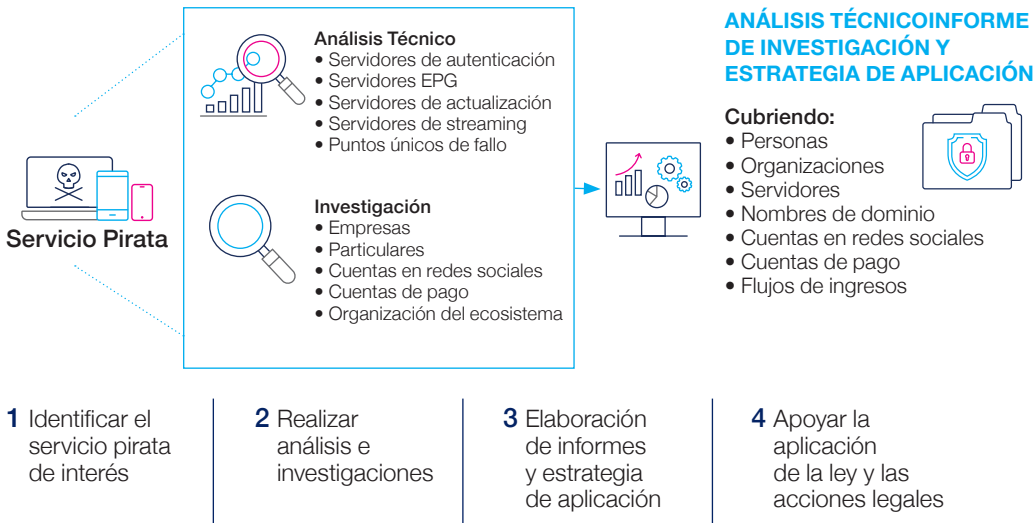 Servicio Pirata
Análisis Técnico
• Servidores de autenticación
• Servidores EPG
• Servidores de actualización
• Servidores de streaming
• Puntos únicos de fallo
Investigación
• Empresas
• Particulares
• Cuentas en redes sociales
• Cuentas de pago
• Organización del ecosistema
ANÁLISIS TÉCNICOINFORME
DE INVESTIGACIÓN Y
ESTRATEGIA DE APLICACIÓN
Cubriendo:
• Personas
• Organizaciones
• Servidores
• Nombres de dominio
• Cuentas en redes sociales
• Cuentas de pago
• Flujos de ingresos
1 Identificar el
servicio pirata
de interés
2 Realizar
análisis e
investigaciones
3 Elaboración
de informes
y estrategia
de aplicación
4 Apoyar la
aplicación
de la ley y las
acciones legales